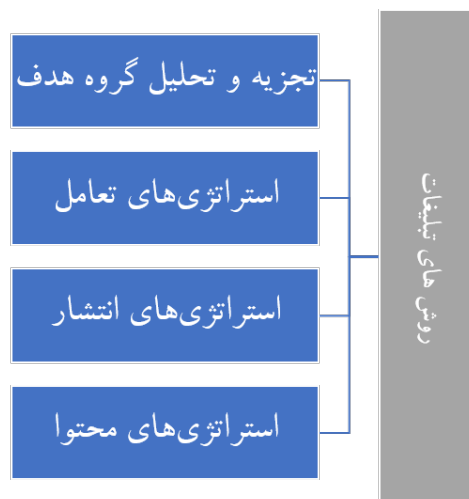 روش های تبلیغات
تجزیه و تحلیل گروه هدف
استراتژی‌های تعامل
استراتژی‌های انتشار
استراتژی‌های محتوا